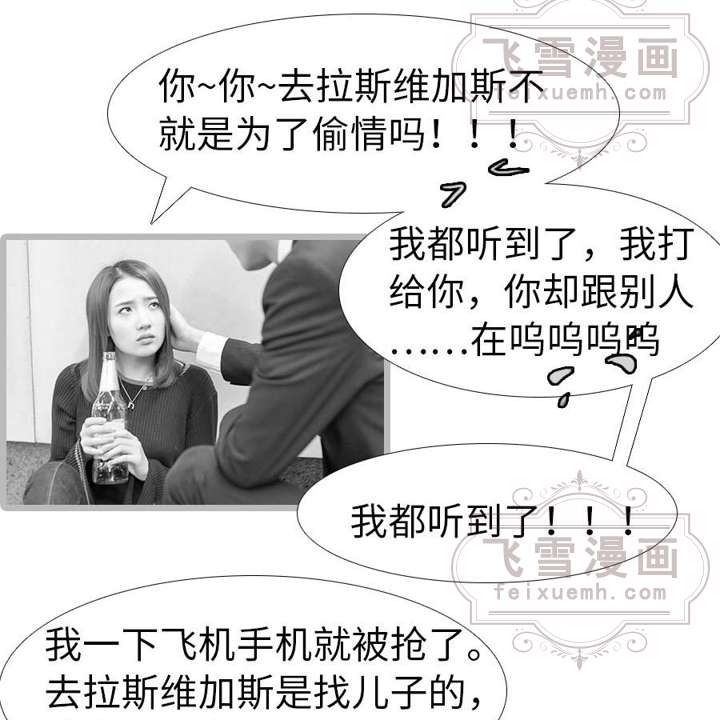 飞雪漫画
feixuemh.com
你~你~去拉斯维加斯不
就是为了偷情吗！！！
我都听到了，我打
给你，你却跟别人
……在呜呜呜呜
我都听到了！！！
飞雪漫画
feixuemh.com
我一下飞机手机就被抢了。
去拉斯维加斯是找儿子的，